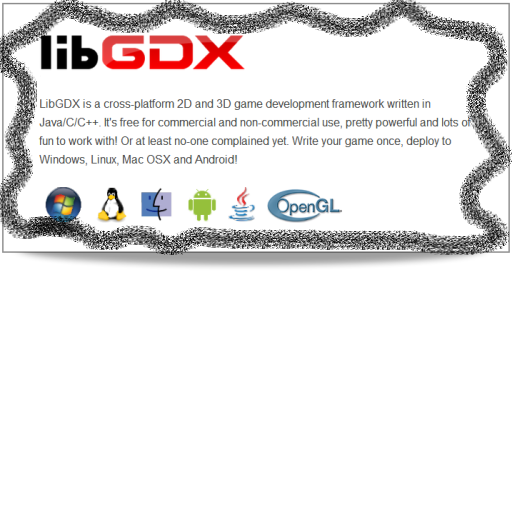 libGDX
LibGDX is a cross-platform 2D and 3D game development framework written in
Java/C/C++. It's free for commercial and non-commercial use, pretty powerful and lots of
fun to work with! Or at least no-one complained yet. Write your game once, deploy to
Windows, Linux, Mac OSX and Android!
Java OpenGL.